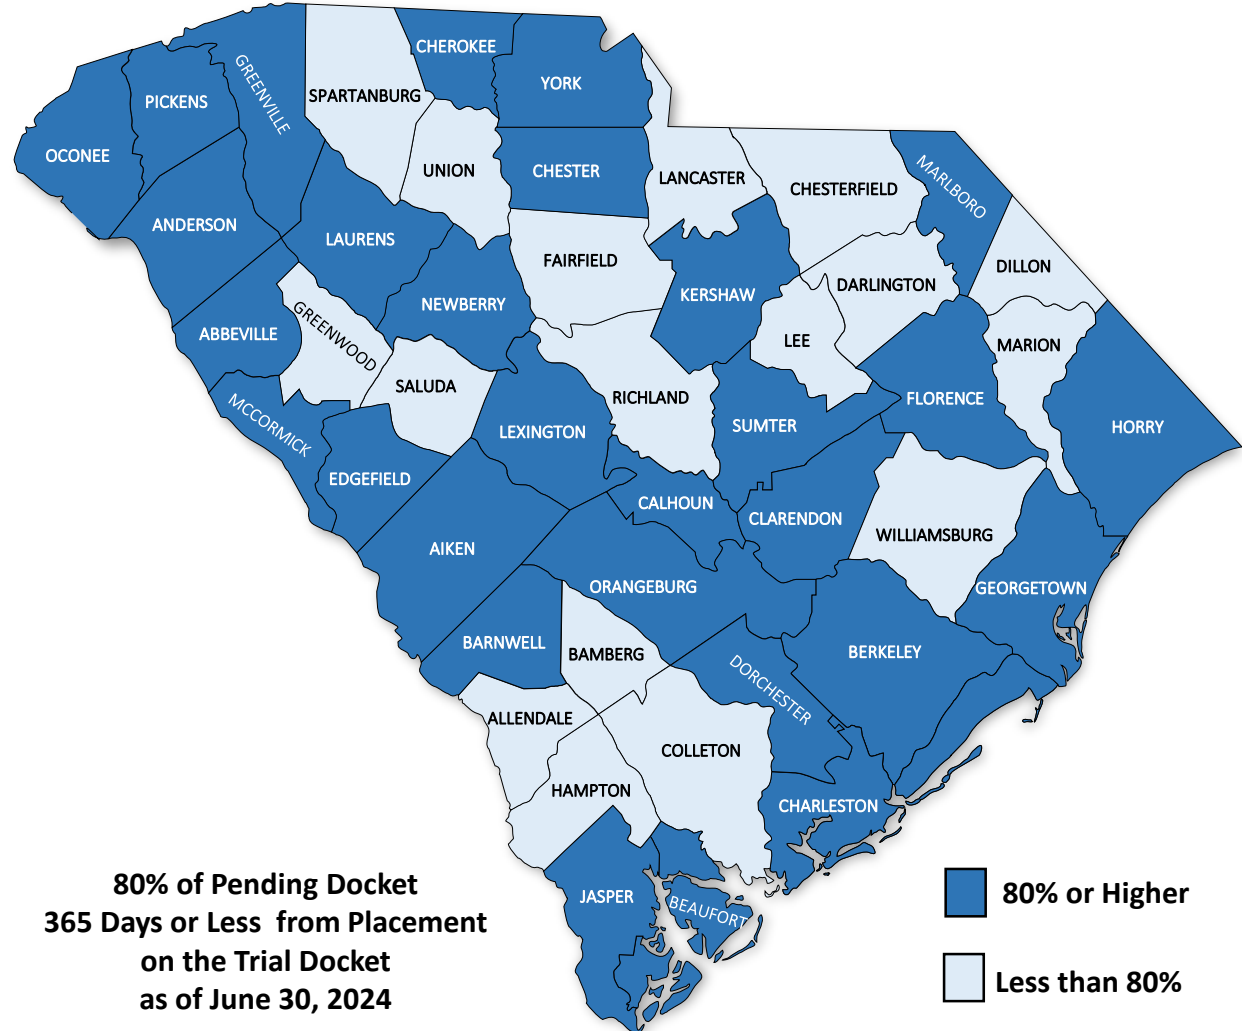 CHEROKEE
YORK
GREENVILLE
SPARTANBURG
PICKENS
OCONEE
UNION
CHESTER
LANCASTER
CHESTERFIELD
MARLBORO
ANDERSON
LAURENS
FAIRFIELD
DILLON
DARLINGTON
KERSHAW
NEWBERRY
ABBEVILLE
GREENWOOD
LEE
MARION
SALUDA
RICHLAND
FLORENCE
MCCORMICK
LEXINGTON
SUMTER
HORRY
EDGEFIELD
CALHOUN
CLARENDON
WILLIAMSBURG
AIKEN
ORANGEBURG
GEORGETOWN
BARNWELL
BAMBERG
BERKELEY
DORCHESTER
ALLENDALE
COLLETON
HAMPTON
CHARLESTON
JASPER
BEAUFORT
80% of Pending Docket
365 Days or Less  from Placement
on the Trial Docket
as of June 30, 2024
80% or Higher
Less than 80%